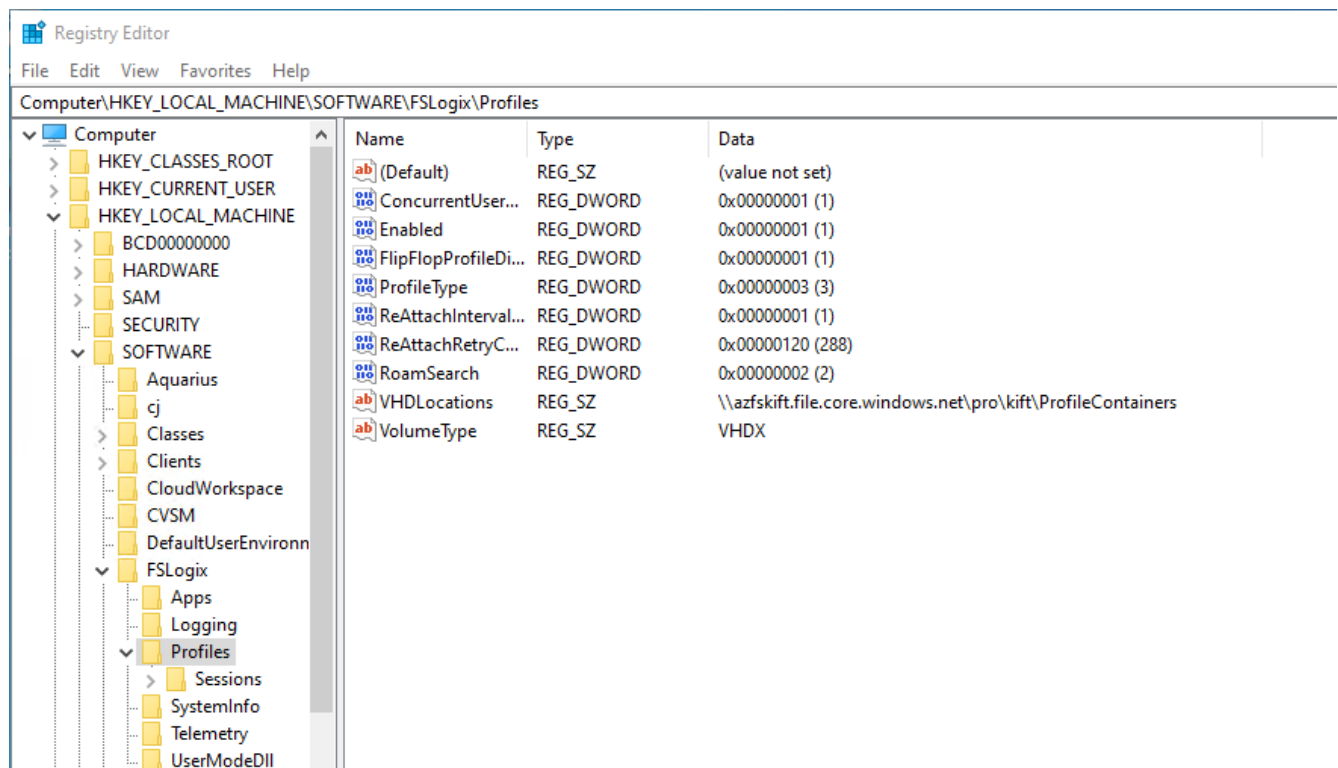 Registry Editor
File Edit View Favorites Help
Computer\HKEY_LOCAL_MACHINE\SOFTWARE\FSLogix\Profiles
Computer
HKEY_CLASSES_ROOT
HKEY_CURRENT_USER
HKEY_LOCAL_MACHINE
BCD00000000
HARDWARE
SAM
SECURITY
SOFTWARE
Aquarius
cj
Classes
Clients
CloudWorkspace
CVSM
DefaultUserEnvironn
FSLogix
Apps
Logging
Profiles
Sessions
SystemInfo
Telemetry
UserModeDll
Name Type Data
(Default) REG_SZ (value not set)
ConcurrentUser... REG_DWORD 0x00000001 (1)
Enabled REG_DWORD 0x00000001 (1)
FlipFlopProfileDi... REG_DWORD 0x00000001 (1)
ProfileType REG_DWORD 0x00000003 (3)
ReAttachInterval... REG_DWORD 0x00000001 (1)
ReAttachRetryC... REG_DWORD 0x00000120 (288)
RoamSearch REG_DWORD 0x00000002 (2)
VHDLocations REG_SZ \\azfskift.file.core.windows.net\pro\kift\ProfileContainers
VolumeType REG_SZ VHDX